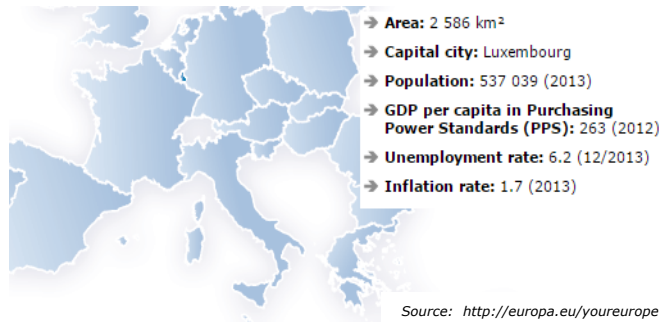 ➔ Area: 2 586 km²
➔ Capital city: Luxembourg
➔ Population: 537 039 (2013)
➔ GDP per capita in Purchasing
Power Standards (PPS): 263 (2012)
➔ Unemployment rate: 6.2 (12/2013)
➔ Inflation rate: 1.7 (2013)
Source: http://europa.eu/youreurope